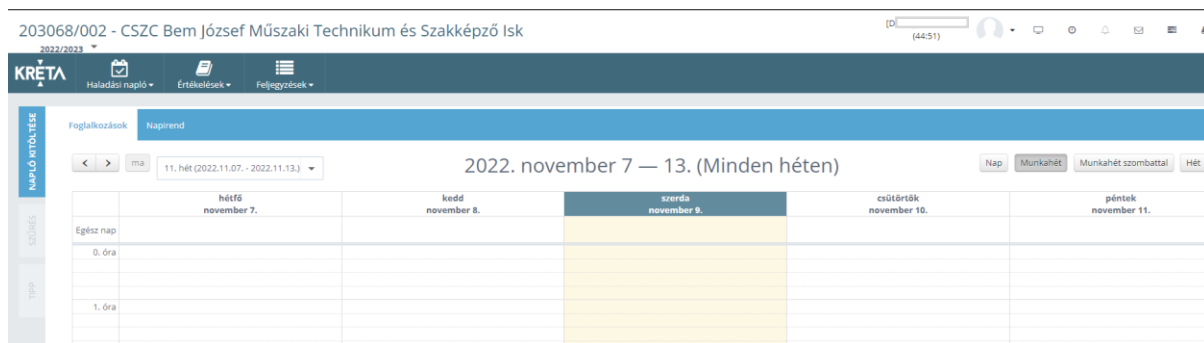 203068/002 - CSZC Bem József Műszaki Technikum és Szakképző Isk
[D
(44:51)
2022/2023
KRÉTA
Haladási napló
Értékelések
Feljegyzések
NAPLÓ KITÖLTÉSE
SZŰRÉS
TIPP
Foglalkozások Napirend
ma
11. hét (2022.11.07. - 2022.11.13.)
2022. november 7 — 13. (Minden héten)
Nap Munkahét Munkahét szombattal Hét
hétfő kedd szerda csütörtök péntek
november 7. november 8. november 9. november 10. november 11.
Egész nap
0. óra
1. óra